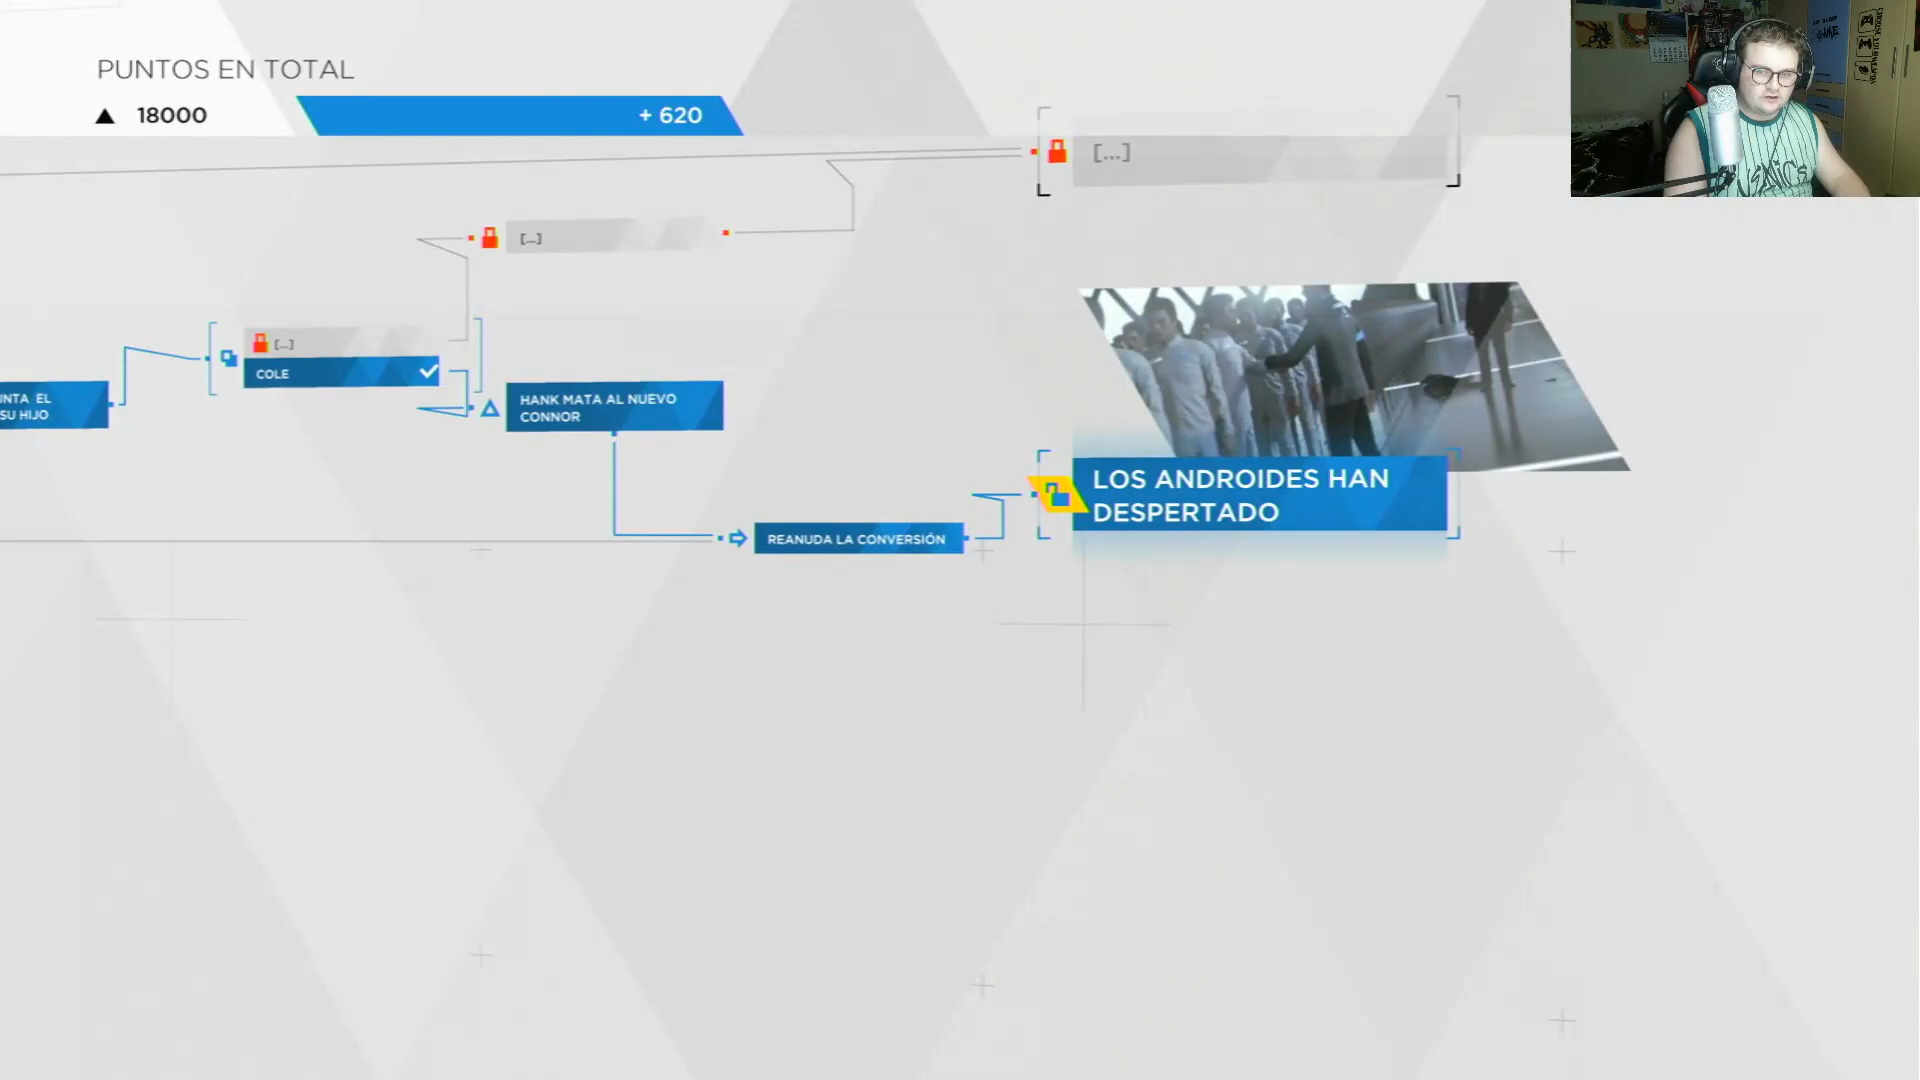 PUNTOS EN TOTAL
18000
+ 620
[...]
[...]
[...]
COLE
EL
SU HIJO
HANK MATA AL NUEVO
CONNOR
LOS ANDROIDES HAN
DESPERTADO
REANUDA LA CONVERSIÓN
GAME